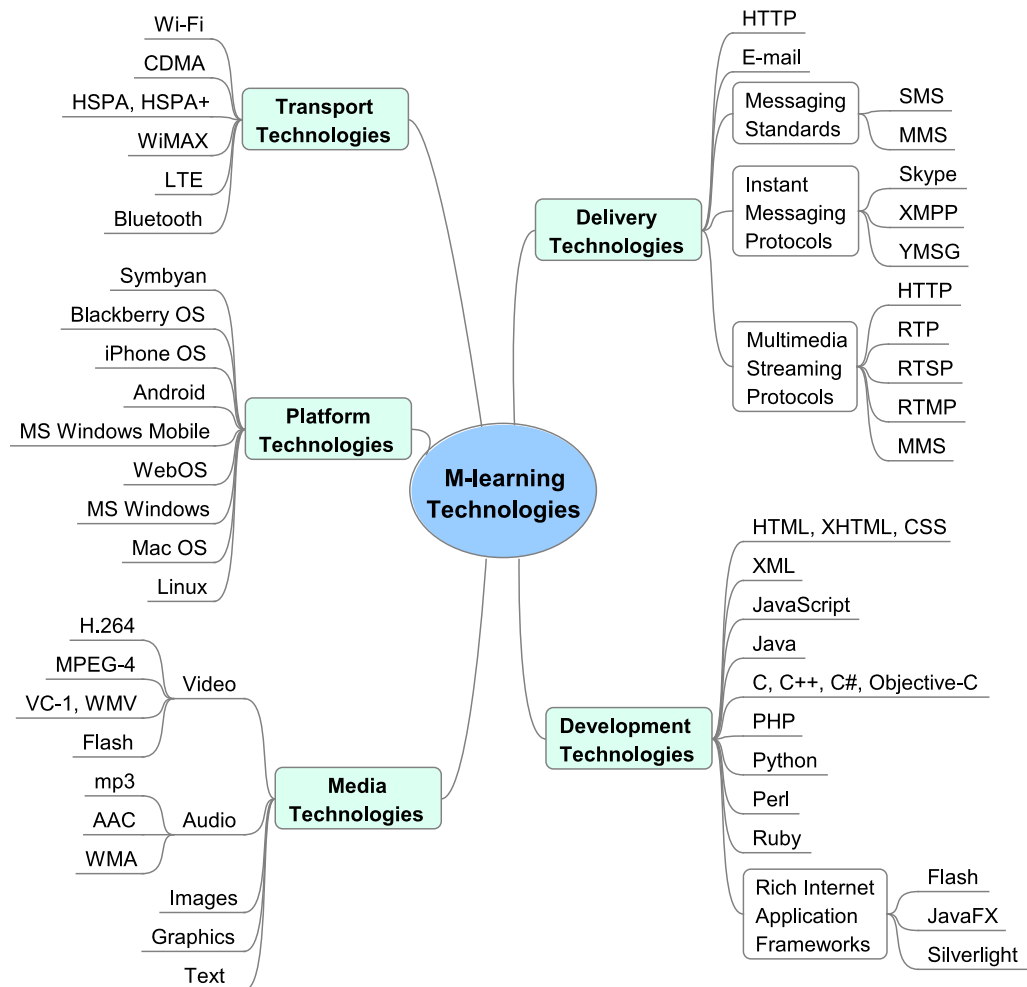 M-learning
Technologies
Transport
Technologies
Wi-Fi
CDMA
HSPA, HSPA+
WiMAX
LTE
Bluetooth
Platform
Technologies
Symbyan
Blackberry OS
iPhone OS
Android
MS Windows Mobile
WebOS
MS Windows
Mac OS
Linux
Media
Technologies
Video
H.264
MPEG-4
VC-1, WMV
Flash
Audio
mp3
AAC
WMA
Images
Graphics
Text
Delivery
Technologies
HTTP
E-mail
Messaging
Standards
SMS
MMS
Instant
Messaging
Protocols
Skype
XMPP
YMSG
Multimedia
Streaming
Protocols
HTTP
RTP
RTSP
RTMP
MMS
Development
Technologies
HTML, XHTML, CSS
XML
JavaScript
Java
C, C++, C#, Objective-C
PHP
Python
Perl
Ruby
Rich Internet
Application
Frameworks
Flash
JavaFX
Silverlight